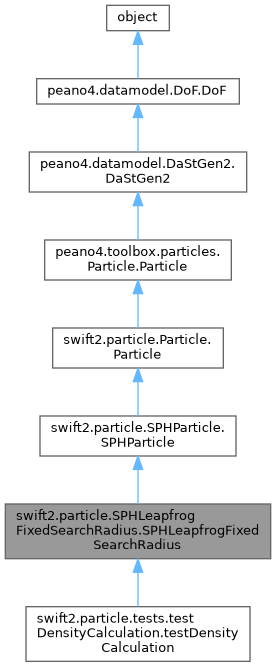 object
peano4.datamodel.DoF.DoF
peano4.datamodel.DaStGen2.
DaStGen2
peano4.toolbox.particles.
Particle.Particle
swift2.particle.Particle.
Particle
swift2.particle.SPHParticle.
SPHParticle
swift2.particle.SPHLeapfrog
FixedSearchRadius.SPHLeapfrogFixed
SearchRadius
swift2.particle.tests.test
DensityCalculation.testDensity
Calculation